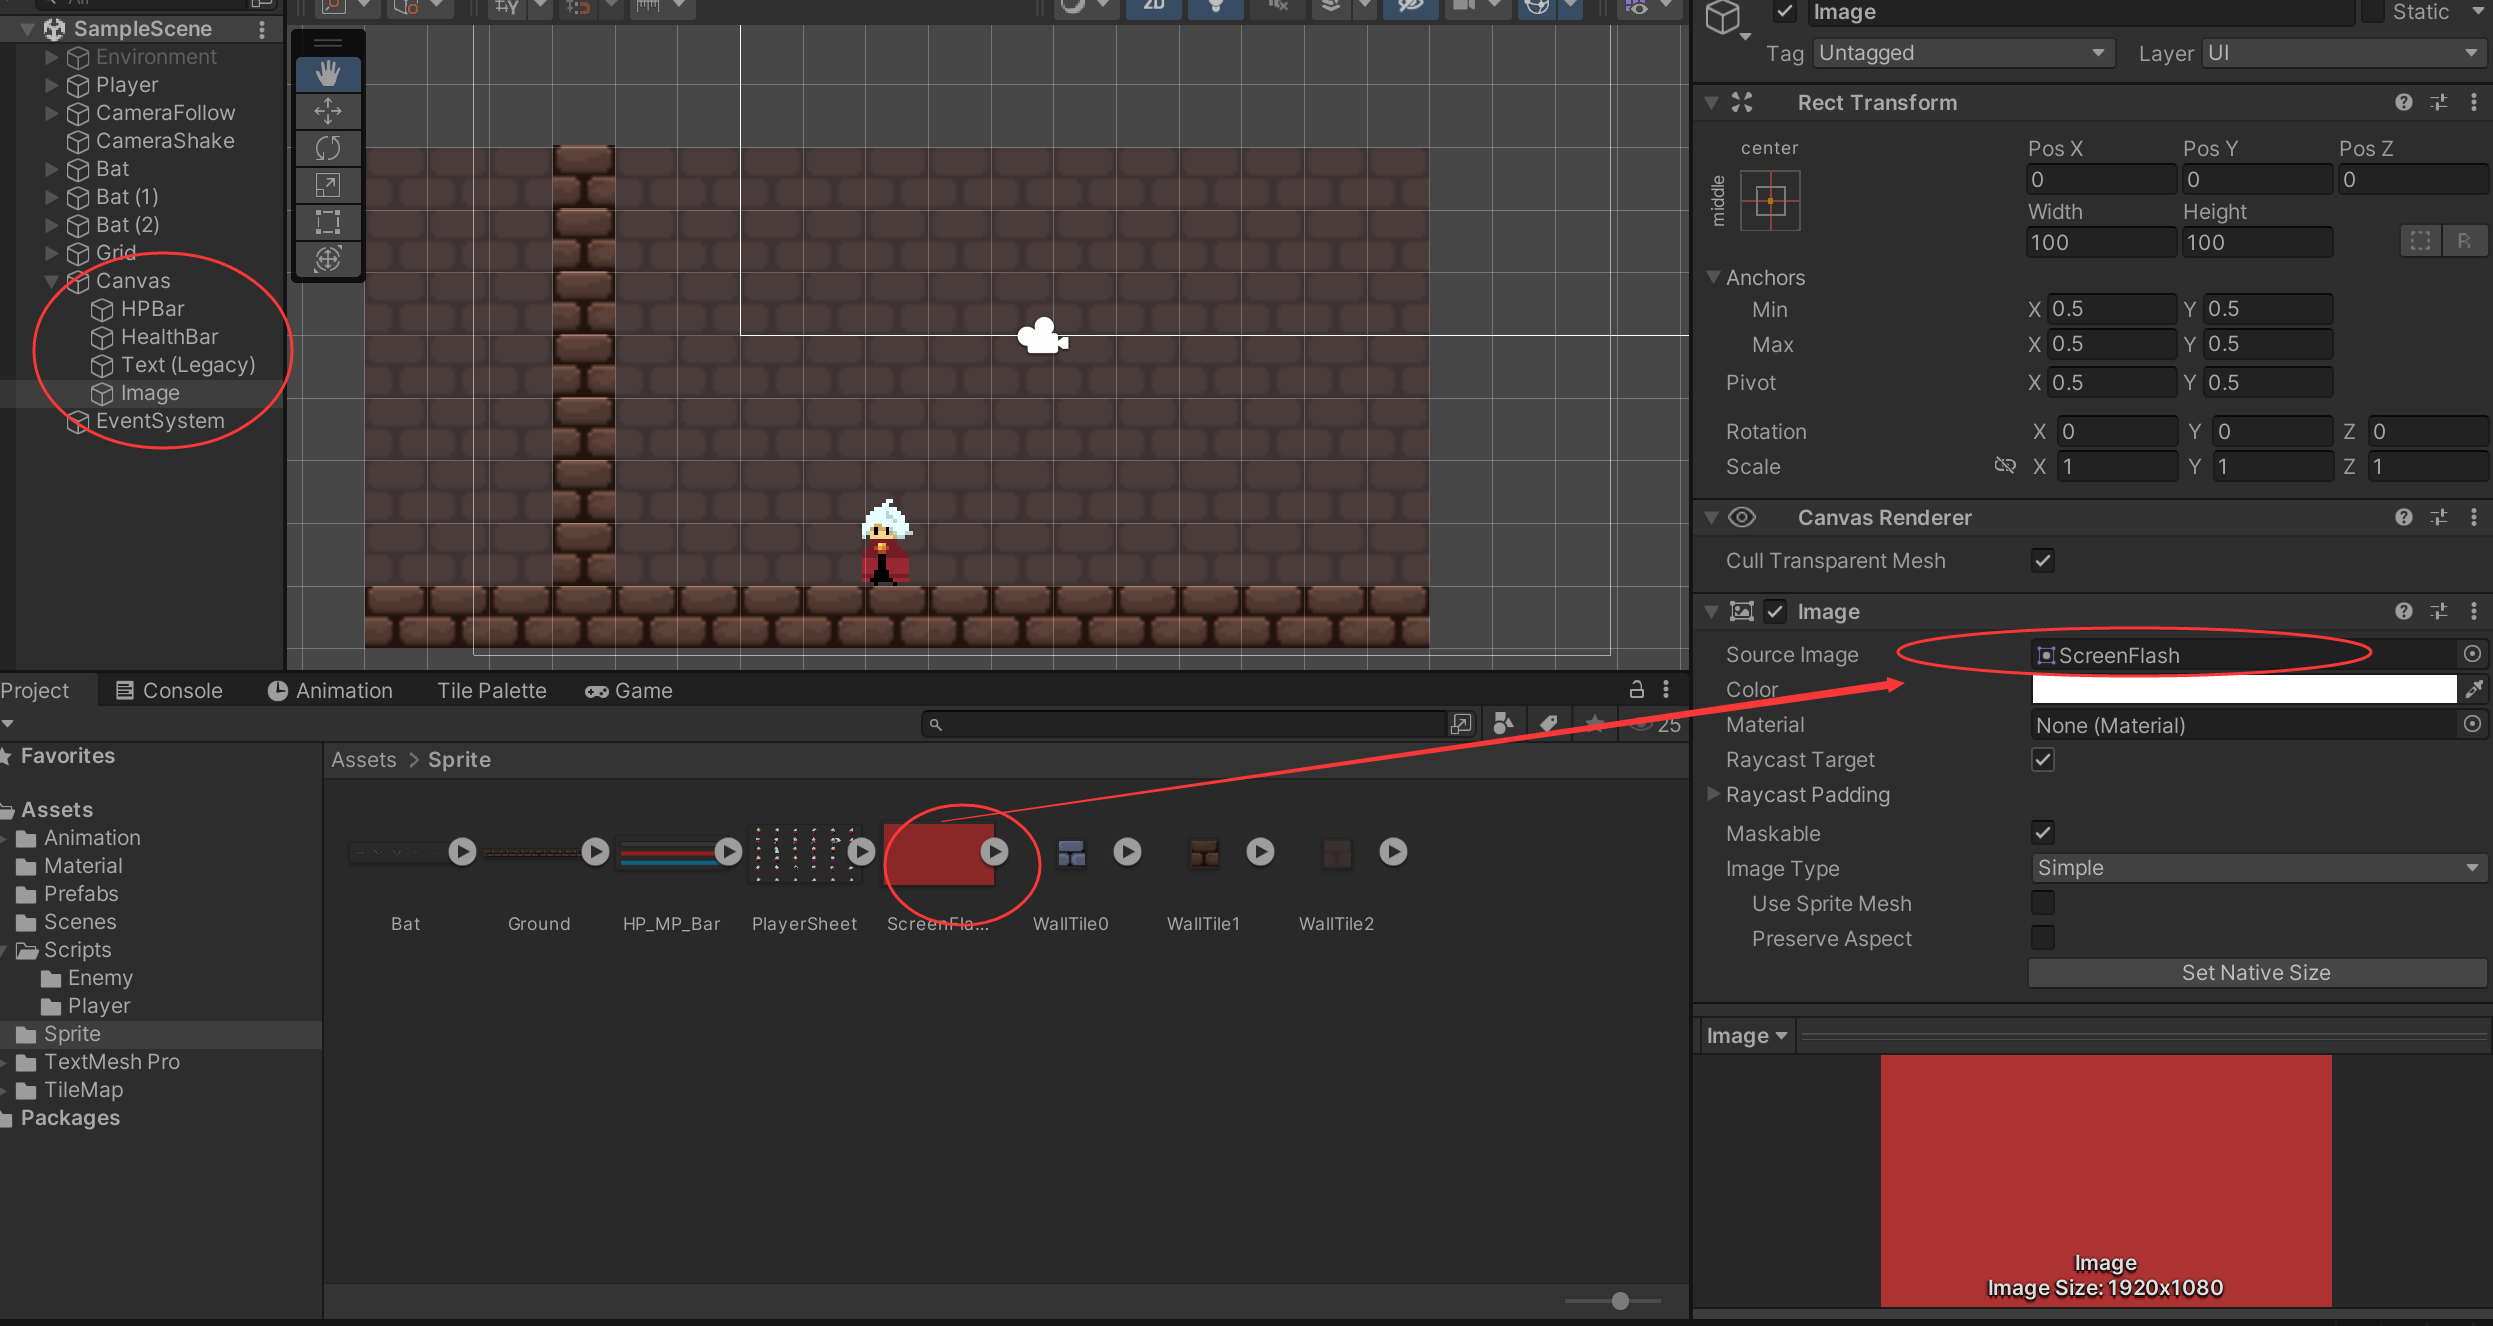 SampleScene
Environment
Player
CameraFollow
CameraShake
Bat
Bat (1)
Bat (2)
Grid
Canvas
HPBar
HealthBar
Text (Legacy)
Image
EventSystem
2D
Image
Static
Tag Untagged Layer UI
Rect Transform
center
middle
Pos X Pos Y Pos Z
0 0 0
Width Height
100 100
R
Anchors
Min X 0.5 Y 0.5
Max X 0.5 Y 0.5
Pivot X 0.5 Y 0.5
Rotation X 0 Y 0 Z 0
Scale X 1 Y 1 Z 1
Canvas Renderer
Cull Transparent Mesh
Image
Source Image ScreenFlash
Color
Material None (Material)
Raycast Target
Raycast Padding
Maskable
Image Type Simple
Use Sprite Mesh
Preserve Aspect
Set Native Size
Image
Image
Image Size: 1920x1080
Project Console Animation Tile Palette Game
25
Favorites
Assets
Animation
Material
Prefabs
Scenes
Scripts
Enemy
Player
Sprite
TextMesh Pro
TileMap
Packages
Assets > Sprite
Bat Ground HP_MP_Bar PlayerSheet ScreenFla... WallTile0 WallTile1 WallTile2